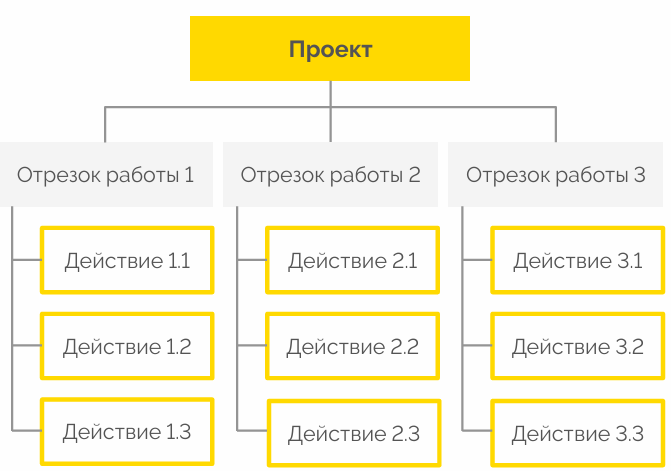 Проект
Отрезок работы 1
Отрезок работы 2
Отрезок работы 3
Действие 1.1
Действие 2.1
Действие 3.1
Действие 1.2
Действие 2.2
Действие 3.2
Действие 1.3
Действие 2.3
Действие 3.3